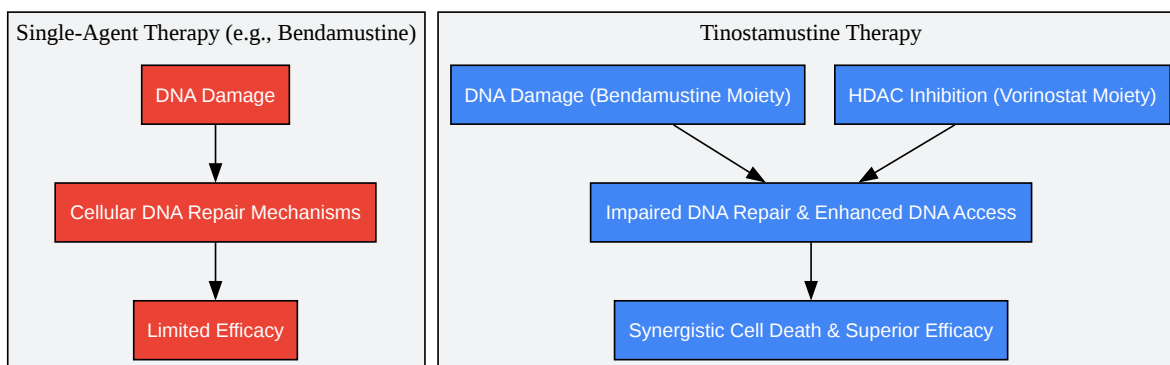 Single-Agent Therapy (e.g., Bendamustine)
DNA Damage
Cellular DNA Repair Mechanisms
Limited Efficacy
Tinostamustine Therapy
DNA Damage (Bendamustine Moiety)
HDAC Inhibition (Vorinostat Moiety)
Impaired DNA Repair & Enhanced DNA Access
Synergistic Cell Death & Superior Efficacy